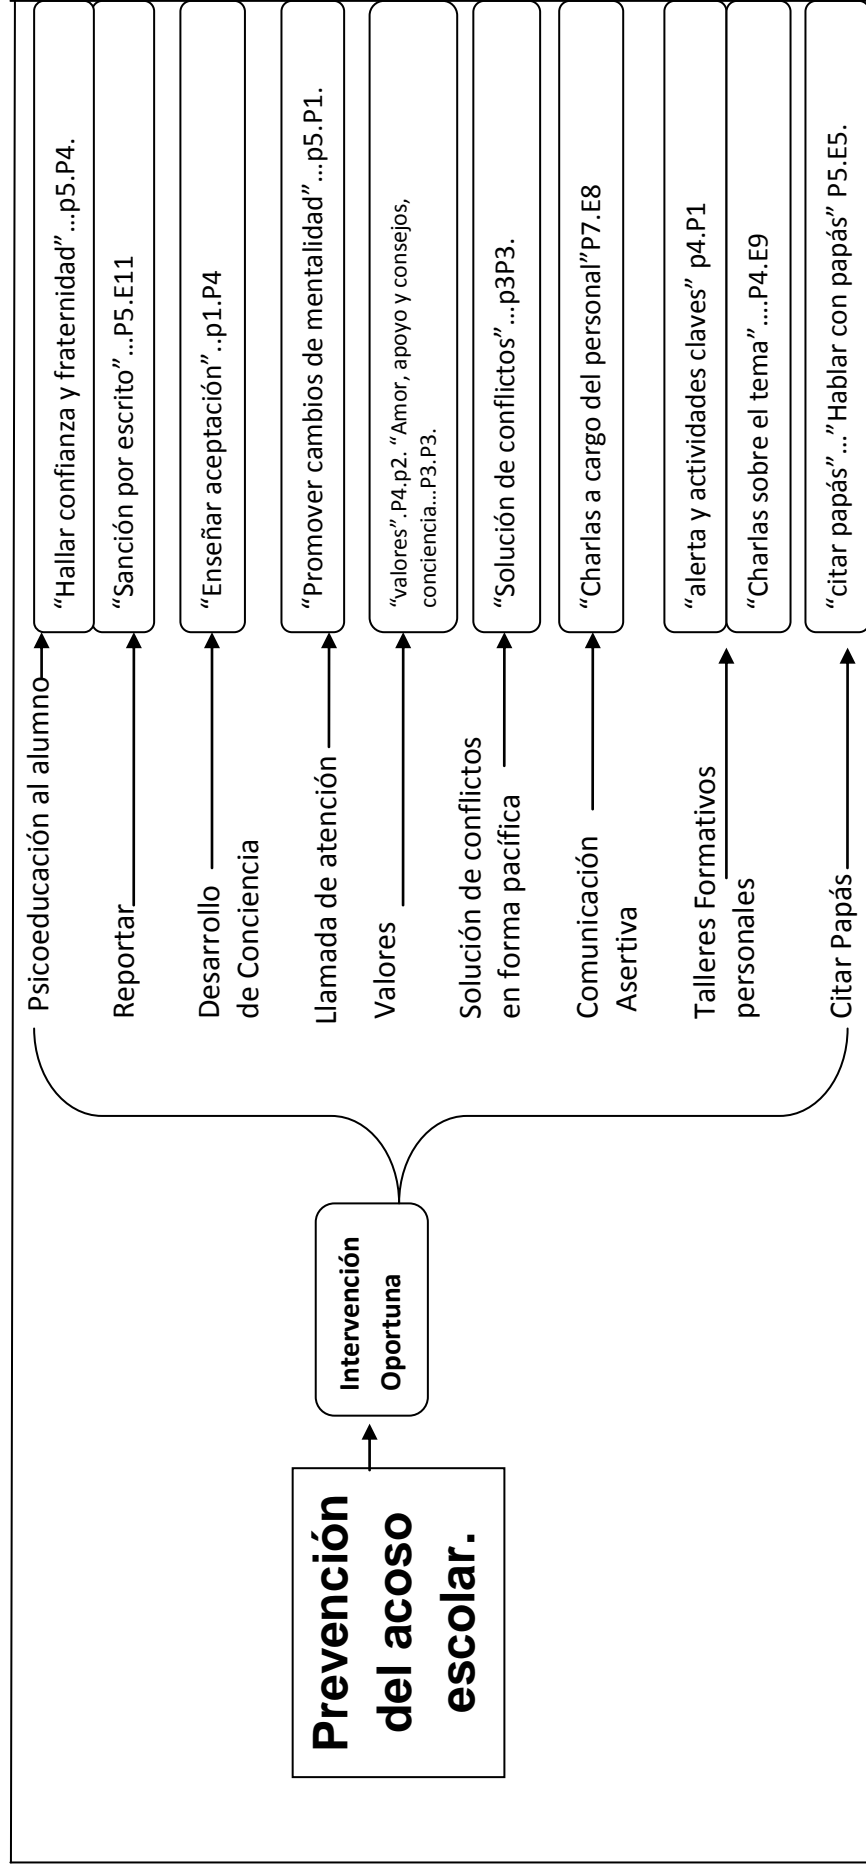 Prevención
del acoso
escolar.
Intervención
Oportuna
Psicoeducación al alumno
“Hallar confianza y fraternidad”...p5.P4.
Reportar
“Sanción por escrito”...P5.E11
Desarrollo
de Conciencia
“Enseñar aceptación”..p1.P4
Llamada de atención
“Promover cambios de mentalidad”...p5.P1.
Valores
“valores”.P4.p2. “Amor, apoyo y consejos,
conciencia...P3.P3.
Solución de conflictos
en forma pacífica
“Solución de conflictos”...p3P3.
Comunicación
Asertiva
“Charlas a cargo del personal”P7.E8
Talleres Formativos
personales
“alerta y actividades claves” p4.P1
“Charlas sobre el tema”....P4.E9
Citar Papás
“citar papás”...”Hablar con papás” P5.E5.